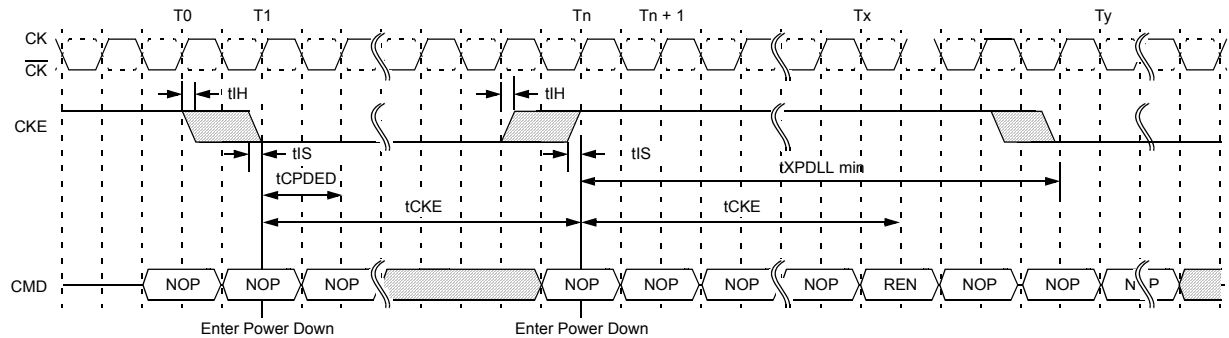 T0 T1 Tn Tn + 1 Tx Ty
CK
CK
tIH tIH
CKE
tIS tIS
tXPDLL min
tCPDED
tCKE tCKE
CMD NOP NOP NOP NOP NOP NOP NOP REN NOP NOP NOP
Enter Power Down Enter Power Down